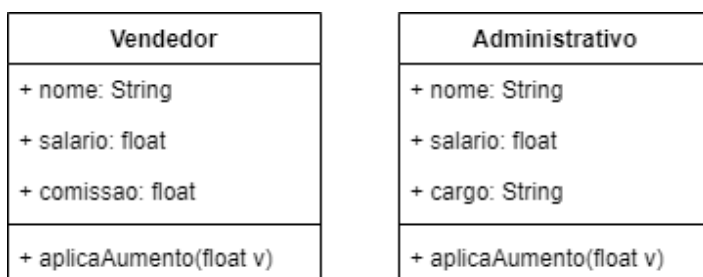 Vendedor
+ nome: String
+ salario: float
+ comissao: float
+ aplicaAumento(float v)
Administrativo
+ nome: String
+ salario: float
+ cargo: String
+ aplicaAumento(float v)